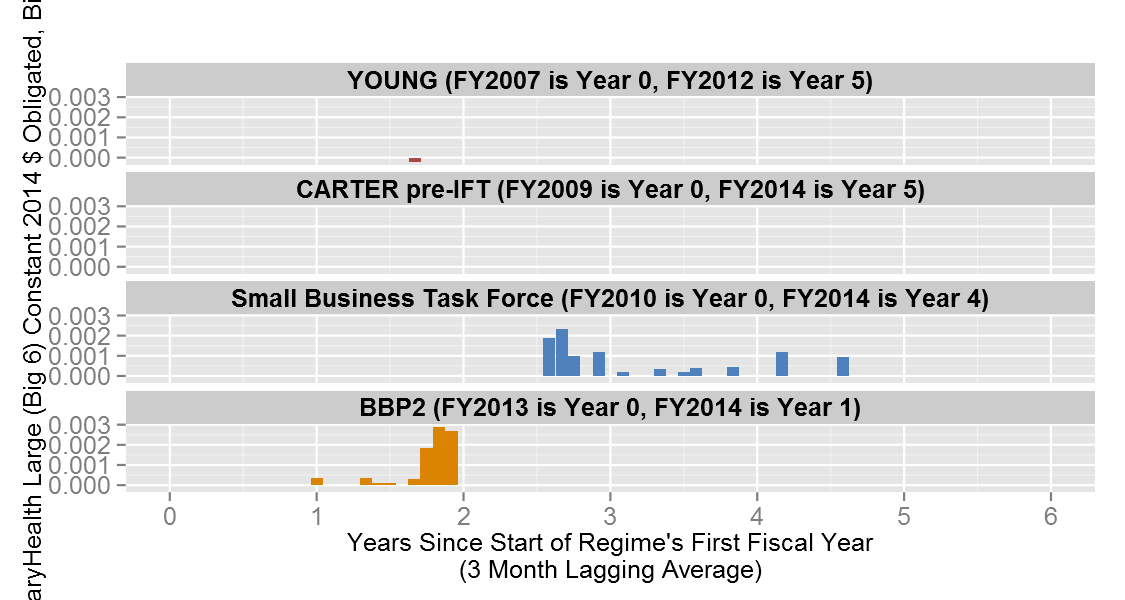 aryHealth Large (Big 6) Constant 2014 $ Obligated, Bi
YOUNG (FY2007 is Year 0, FY2012 is Year 5)
0.003
0.002
0.001
0.000
CARTER pre-IFT (FY2009 is Year 0, FY2014 is Year 5)
0.003
0.002
0.001
0.000
Small Business Task Force (FY2010 is Year 0, FY2014 is Year 4)
0.003
0.002
0.001
0.000
BBP2 (FY2013 is Year 0, FY2014 is Year 1)
0.003
0.002
0.001
0.000
0 1 2 3 4 5 6
Years Since Start of Regime's First Fiscal Year
(3 Month Lagging Average)